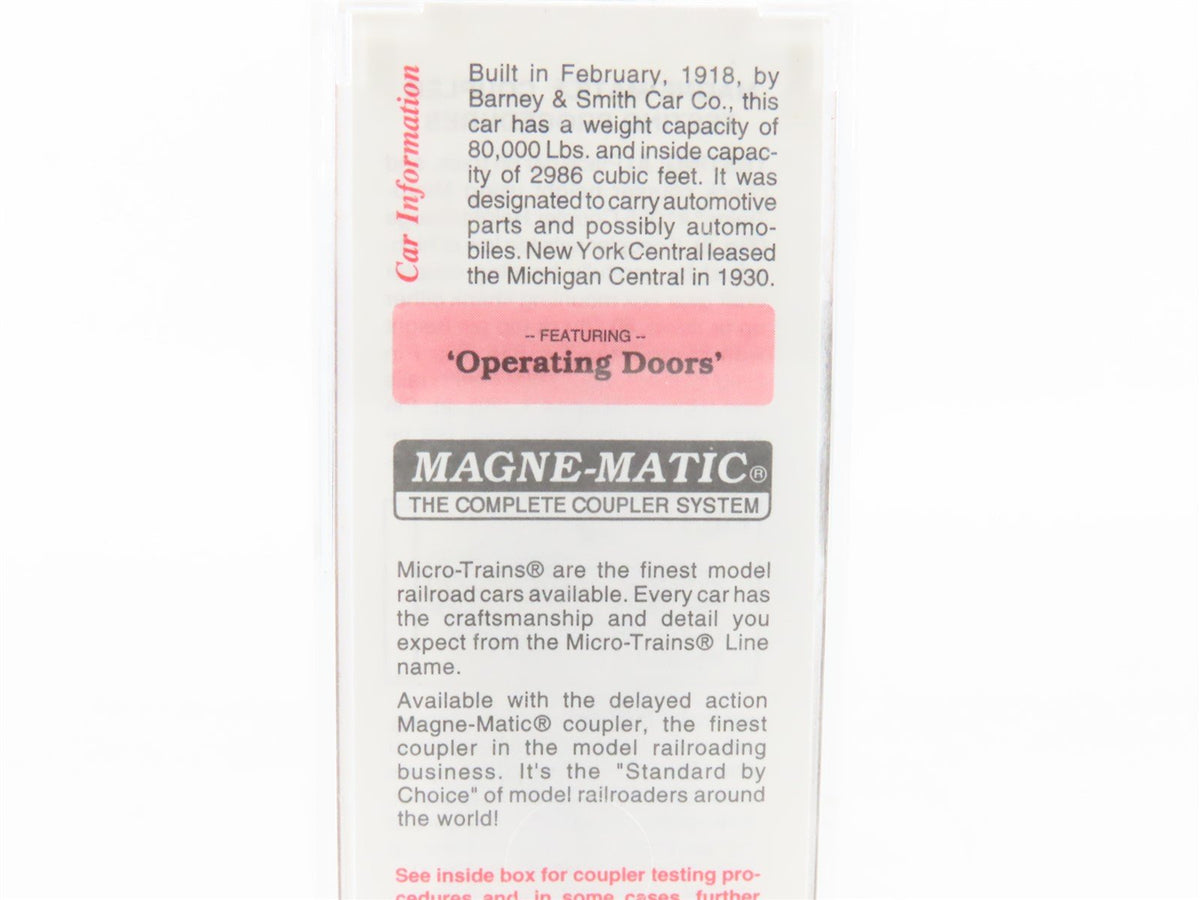 Car Information
Built in February, 1918, by
Barney & Smith Car Co., this
car has a weight capacity of
80,000 Lbs. and inside capac-
ity of 2986 cubic feet. It was
designated to carry automotive
parts and possibly automo-
biles. New York Central leased
the Michigan Central in 1930.
-- FEATURING --
'Operating Doors'
MAGNE-MATIC®
THE COMPLETE COUPLER SYSTEM
Micro-Trains® are the finest model
railroad cars available. Every car has
the craftsmanship and detail you
expect from the Micro-Trains® Line
name.
Available with the delayed action
Magne-Matic® coupler, the finest
coupler in the model railroading
business. It's the "Standard by
Choice" of model railroaders around
the world!
See inside box for coupler testing pro-
cedures and, in some cases, further